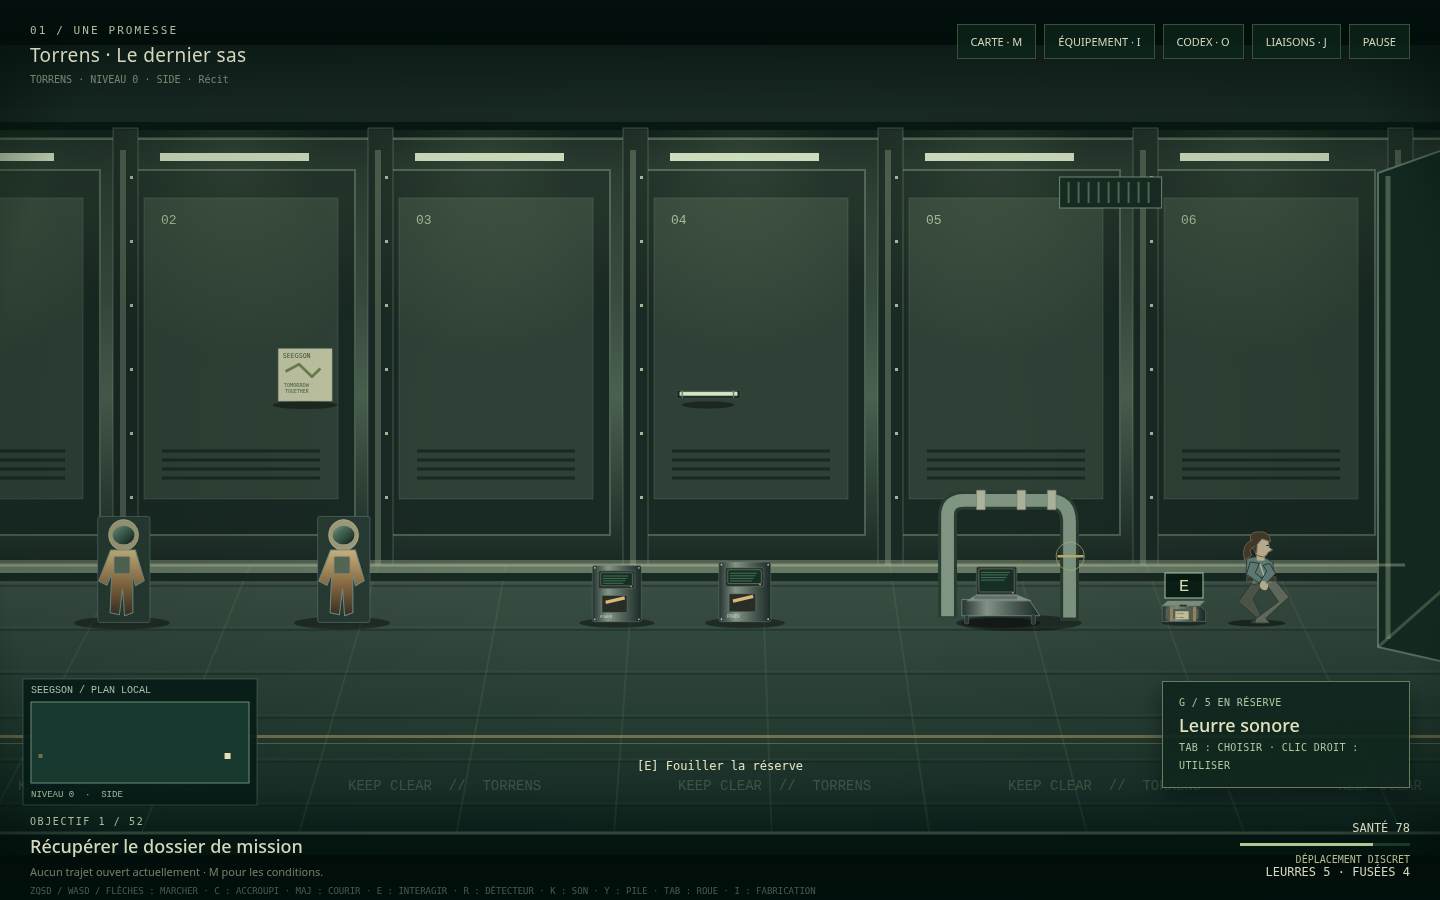 01 / UNE PROMESSE
Torrens · Le dernier sas
TORRENS · NIVEAU 0 · SIDE · Récit
CARTE · M
ÉQUIPEMENT · I
CODEX · O
LIAISONS · J
PAUSE
02
03
04
05
06
SEEGSON
TOMORROW
TOGETHER
E
SEEGSON / PLAN LOCAL
NIVEAU 0 · SIDE
G / 5 EN RÉSERVE
Leurre sonore
TAB : CHOISIR · CLIC DROIT :
UTILISER
[E] Fouiller la réserve
KEEP CLEAR // TORRENS
KEEP CLEAR // TORRENS
KEEP CLEAR //
OBJECTIF 1 / 52
Récupérer le dossier de mission
Aucun trajet ouvert actuellement · M pour les conditions.
ZQSD / WASD / FLÈCHES : MARCHER · C : ACCROUPI · MAJ : COURIR · E : INTERAGIR · R : DÉTECTEUR · K : SON · Y : PILE · TAB : ROUE · I : FABRICATION
SANTÉ 78
DÉPLACEMENT DISCRET
LEURRES 5 · FUSÉES 4